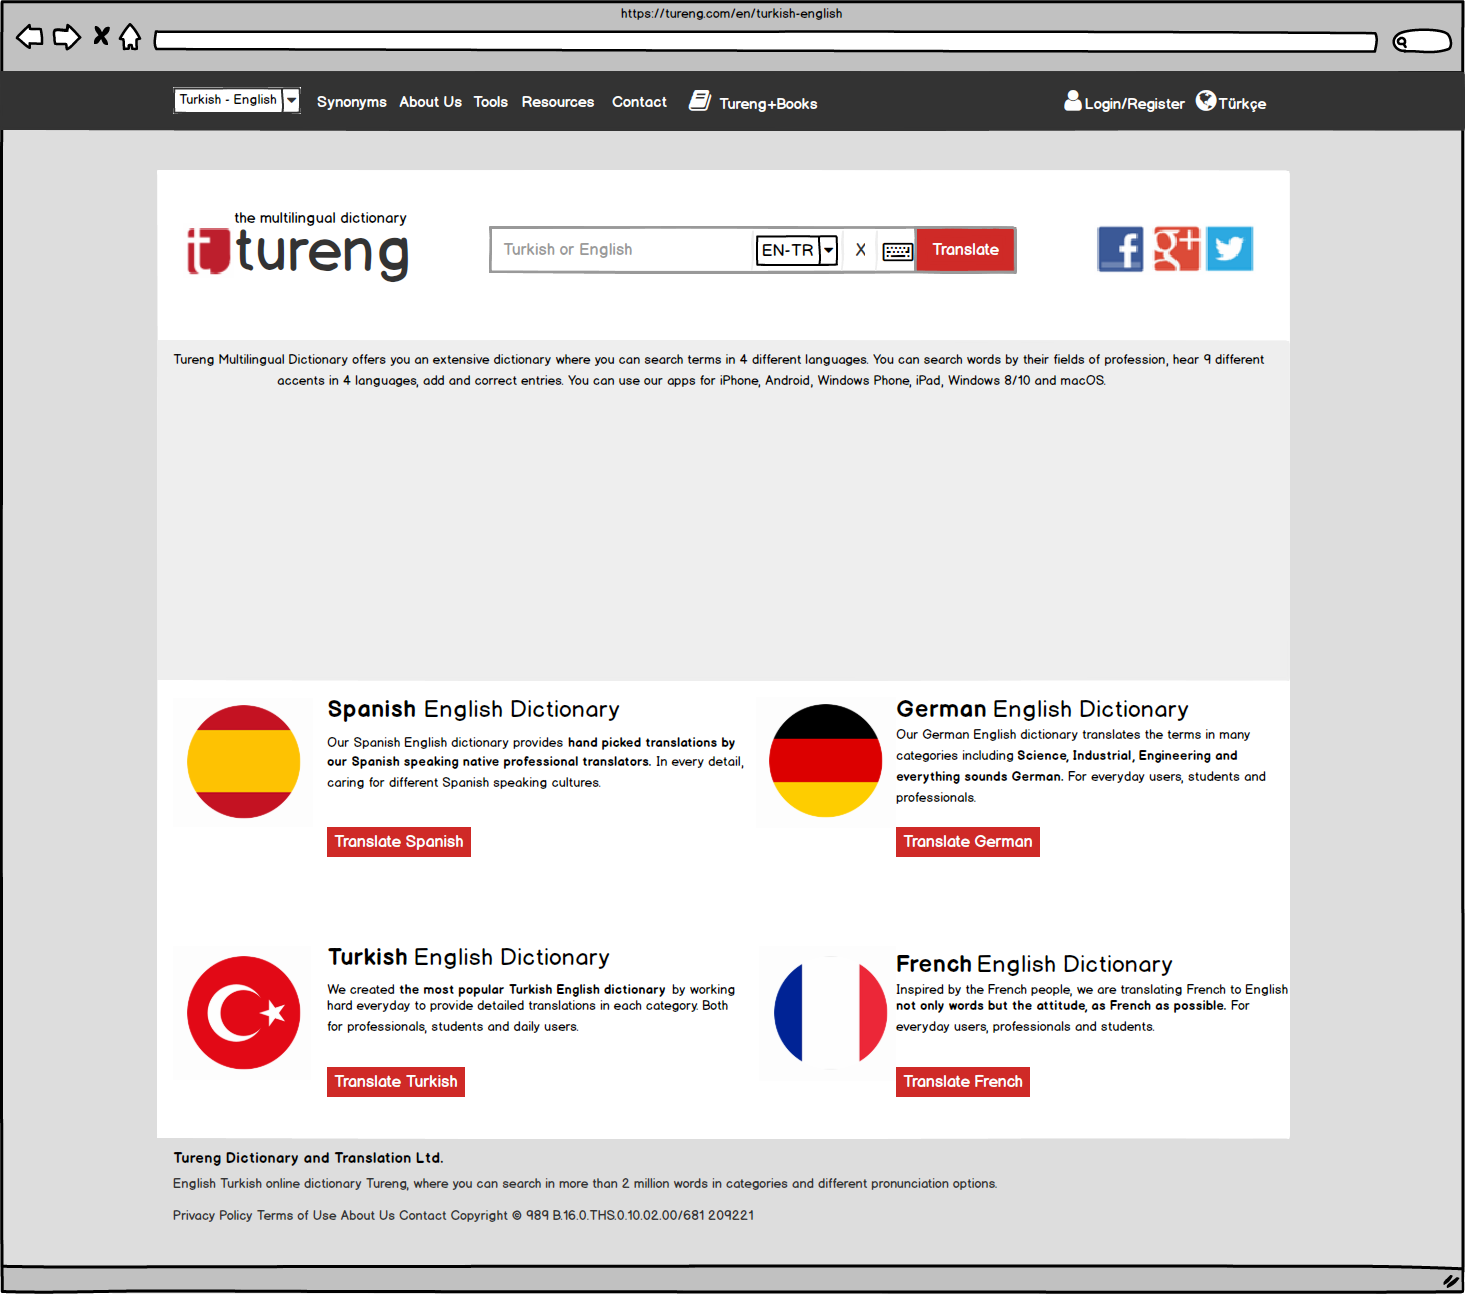 https://tureng.com/en/turkish-english
Turkish - English
Synonyms
About Us
Tools
Resources
Contact
Tureng+Books
Login/Register
Türkçe
the multilingual dictionary
tureng
Turkish or English
EN-TR
X
Translate
f
g+
Tureng Multilingual Dictionary offers you an extensive dictionary where you can search terms in 4 different languages. You can search words by their fields of profession, hear 9 different
accents in 4 languages, add and correct entries. You can use our apps for iPhone, Android, Windows Phone, iPad, Windows 8/10 and macOS.
Spanish English Dictionary
Our Spanish English dictionary provides hand picked translations by
our Spanish speaking native professional translators. In every detail,
caring for different Spanish speaking cultures.
Translate Spanish
German English Dictionary
Our German English dictionary translates the terms in many
categories including Science, Industrial, Engineering and
everything sounds German. For everyday users, students and
professionals.
Translate German
Turkish English Dictionary
We created the most popular Turkish English dictionary by working
hard everyday to provide detailed translations in each category. Both
for professionals, students and daily users.
Translate Turkish
French English Dictionary
Inspired by the French people, we are translating French to English
not only words but the attitude, as French as possible. For
everyday users, professionals and students.
Translate French
Tureng Dictionary and Translation Ltd.
English Turkish online dictionary Tureng, where you can search in more than 2 million words in categories and different pronunciation options.
Privacy Policy Terms of Use About Us Contact Copyright © 989 B.16.0.THS.0.10.02.00/681 209221